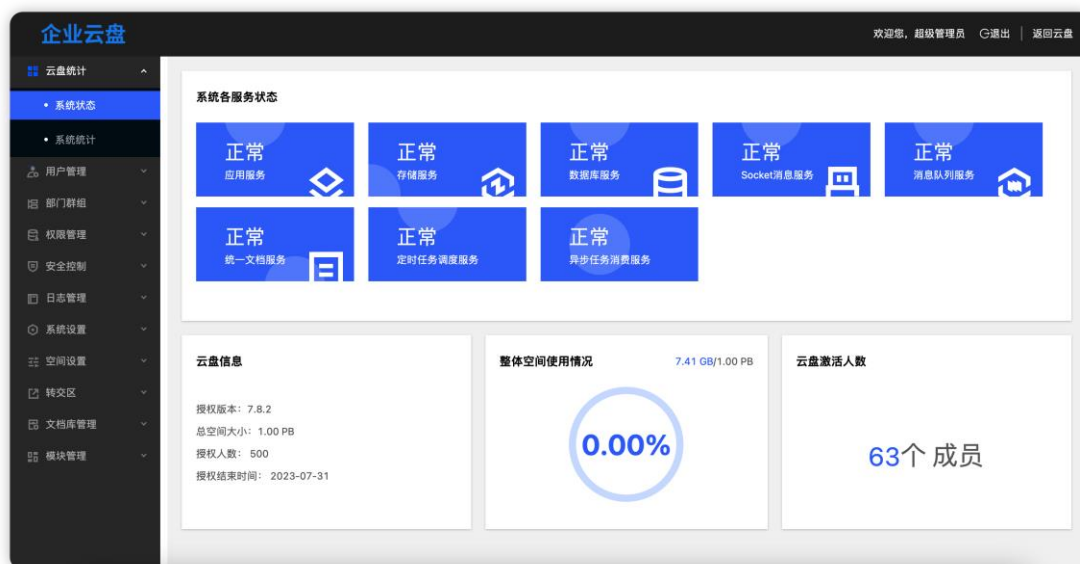 企业云盘
欢迎您，超级管理员 退出 | 返回云盘
云盘统计
系统状态
系统统计
用户管理
部门群组
权限管理
安全控制
日志管理
系统设置
空间设置
转交区
文档库管理
模块管理
系统各服务状态
正常
应用服务
正常
存储服务
正常
数据库服务
正常
Socket消息服务
正常
消息队列服务
正常
统一文档服务
正常
定时任务调度服务
正常
异步任务消费服务
云盘信息
授权版本：7.8.2
总空间大小：1.00 PB
授权人数： 500
授权结束时间： 2023-07-31
整体空间使用情况
7.41 GB/1.00 PB
0.00%
云盘激活人数
63个 成员